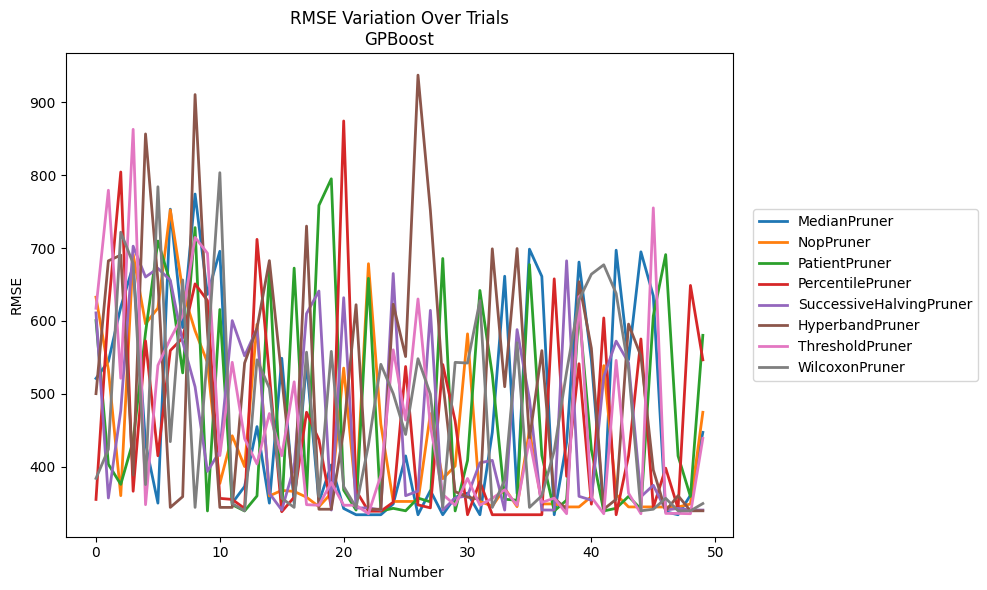 RMSE Variation Over Trials
GPBoost
RMSE
900
800
700
600
500
400
0
10
20
30
40
50
Trial Number
MedianPruner
NopPruner
PatientPruner
PercentilePruner
SuccessiveHalvingPruner
HyperbandPruner
ThresholdPruner
WilcoxonPruner